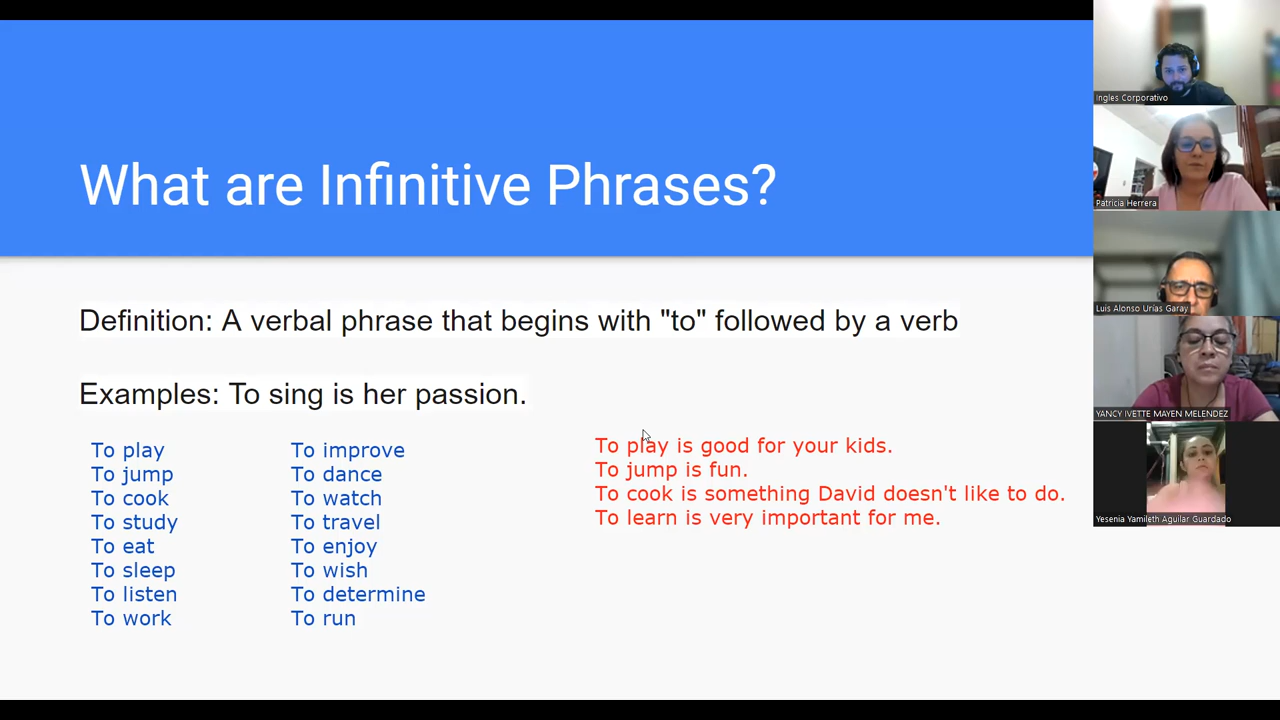 What are Infinitive Phrases?
Definition: A verbal phrase that begins with "to" followed by a verb
Examples: To sing is her passion.
To play
To jump
To cook
To study
To eat
To sleep
To listen
To work
To improve
To dance
To watch
To travel
To enjoy
To wish
To determine
To run
To play is good for your kids.
To jump is fun.
To cook is something David doesn't like to do.
To learn is very important for me.
Ingles Corporativo
Patricia Herrera
Luis Alonso Urías Garay
YANCY IVETTE MAYEN MELENDEZ
Yesenia Yamileth Aguilar Guardado